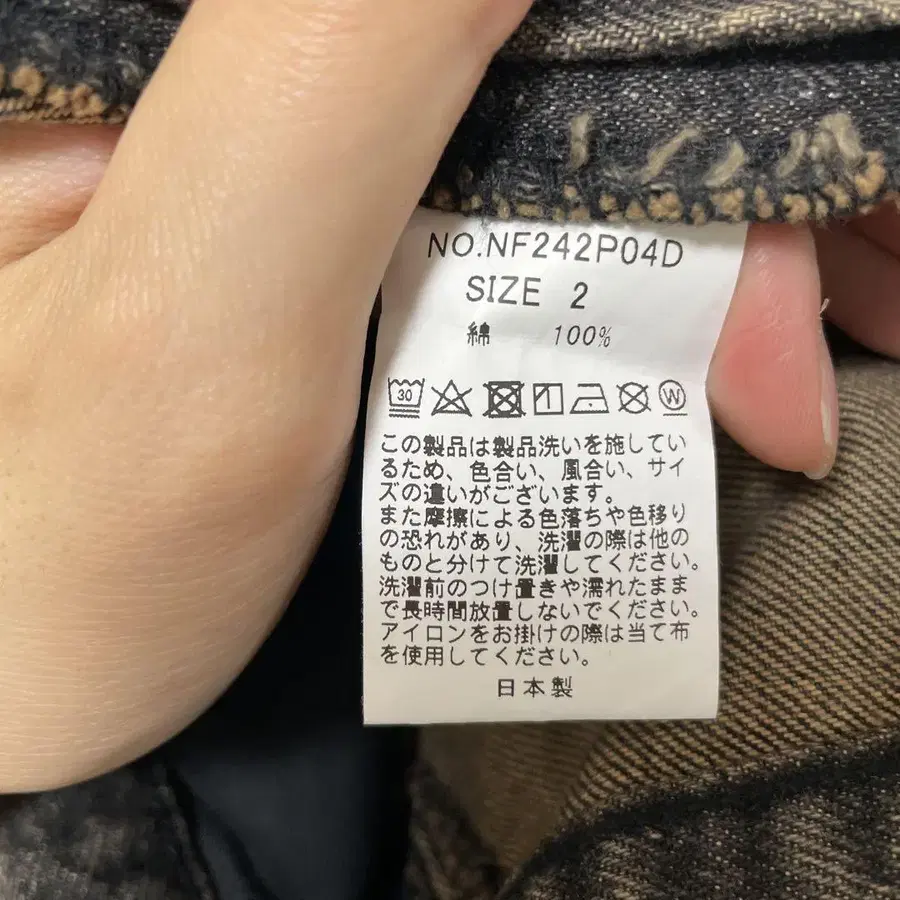 NO.NF242P04D
SIZE 2
綿 100%
30 W
この製品は製品洗いを施してい
るため、色合い、風合い、サイ
ズの違いがございます。
また摩擦による色落ちや色移り
の恐れがあり、洗濯の際は他の
ものと分けて洗濯してください。
洗濯前のつけ置きや濡れたまま
で長時間放置しないでください。
アイロンをお掛けの際は当て布
を使用してください。
日本製